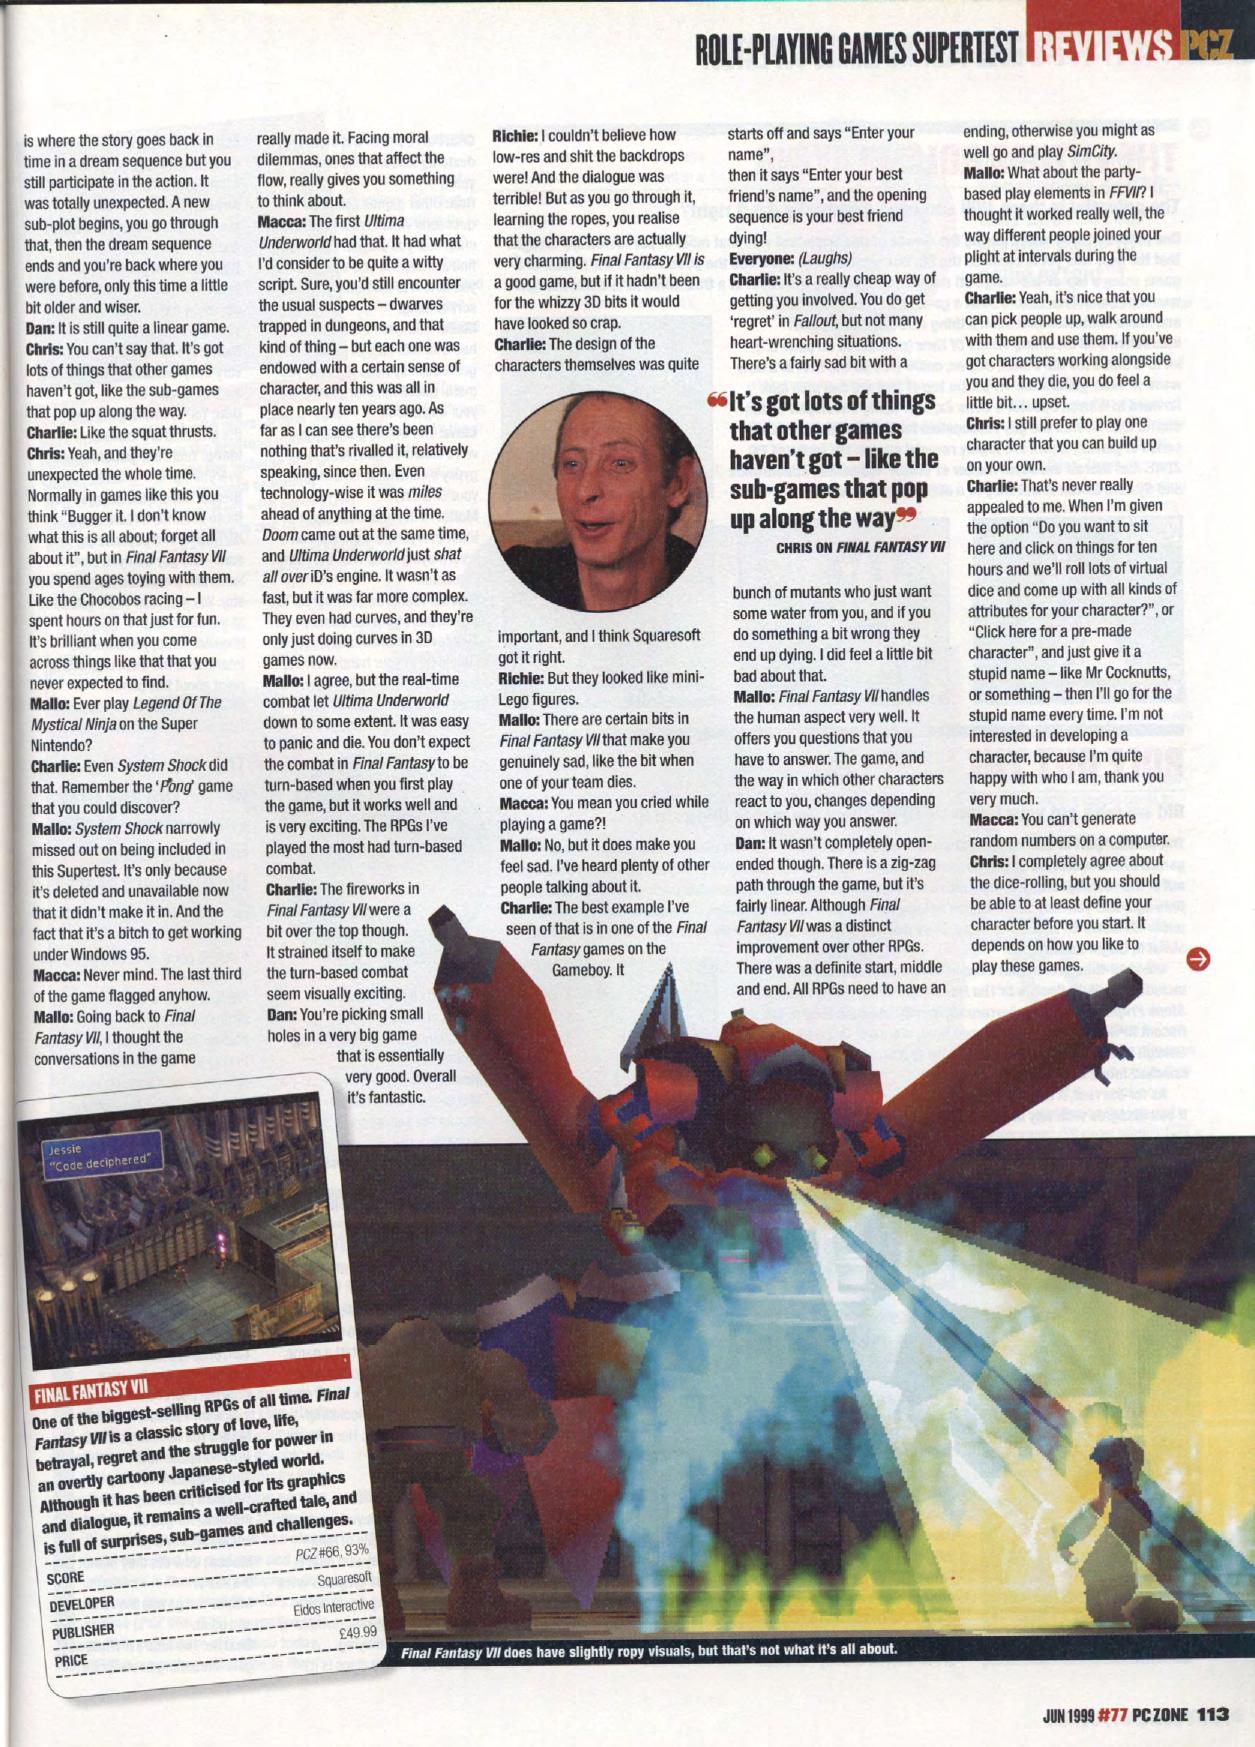 ROLE-PLAYING GAMES SUPERTEST REVIEWS PCZ
is where the story goes back in
time in a dream sequence but you
still participate in the action. It
was totally unexpected. A new
sub-plot begins, you go through
that, then the dream sequence
ends and you're back where you
were before, only this time a little
bit older and wiser.
Dan: It is still quite a linear game.
Chris: You can't say that. It's got
lots of things that other games
haven't got, like the sub-games
that pop up along the way.
Charlie: Like the squat thrusts.
Chris: Yeah, and they're
unexpected the whole time.
Normally in games like this you
think “Bugger it. I don't know
what this is all about; forget all
about it”, but in Final Fantasy VII
you spend ages toying with them.
Like the Chocobos racing – I
spent hours on that just for fun.
It's brilliant when you come
across things like that that you
never expected to find.
Mallo: Ever play Legend Of The
Mystical Ninja on the Super
Nintendo?
Charlie: Even System Shock did
that. Remember the ‘Pong’ game
that you could discover?
Mallo: System Shock narrowly
missed out on being included in
this Supertest. It's only because
it's deleted and unavailable now
that it didn't make it in. And the
fact that it's a bitch to get working
under Windows 95.
Macca: Never mind. The last third
of the game flagged anyhow.
Mallo: Going back to Final
Fantasy VII, I thought the
conversations in the game
really made it. Facing moral
dilemmas, ones that affect the
flow, really gives you something
to think about.
Macca: The first Ultima
Underworld had that. It had what
I'd consider to be quite a witty
script. Sure, you'd still encounter
the usual suspects – dwarves
trapped in dungeons, and that
kind of thing – but each one was
endowed with a certain sense of
character, and this was all in
place nearly ten years ago. As
far as I can see there's been
nothing that's rivalled it, relatively
speaking, since then. Even
technology-wise it was miles
ahead of anything at the time.
Doom came out at the same time,
and Ultima Underworld just shat
all over iD's engine. It wasn't as
fast, but it was far more complex.
They even had curves, and they're
only just doing curves in 3D
games now.
Mallo: I agree, but the real-time
combat let Ultima Underworld
down to some extent. It was easy
to panic and die. You don't expect
the combat in Final Fantasy to be
turn-based when you first play
the game, but it works well and
is very exciting. The RPGs I've
played the most had turn-based
combat.
Charlie: The fireworks in
Final Fantasy VII were a
bit over the top though.
It strained itself to make
the turn-based combat
seem visually exciting.
Dan: You're picking small
holes in a very big game
that is essentially
very good. Overall
it's fantastic.
Richie: I couldn't believe how
low-res and shit the backdrops
were! And the dialogue was
terrible! But as you go through it,
learning the ropes, you realise
that the characters are actually
very charming. Final Fantasy VII is
a good game, but if it hadn't been
for the whizzy 3D bits it would
have looked so crap.
Charlie: The design of the
characters themselves was quite
important, and I think Squaresoft
got it right.
Richie: But they looked like mini-
Lego figures.
Mallo: There are certain bits in
Final Fantasy VII that make you
genuinely sad, like the bit when
one of your team dies.
Macca: You mean you cried while
playing a game?!
Mallo: No, but it does make you
feel sad. I've heard plenty of other
people talking about it.
Charlie: The best example I've
seen of that is in one of the Final
Fantasy games on the
Gameboy. It
starts off and says “Enter your
name”,
then it says “Enter your best
friend's name”, and the opening
sequence is your best friend
dying!
Everyone: (Laughs)
Charlie: It's a really cheap way of
getting you involved. You do get
‘regret’ in Fallout, but not many
heart-wrenching situations.
There's a fairly sad bit with a
“It's got lots of things
that other games
haven't got – like the
sub-games that pop
up along the way”
CHRIS ON FINAL FANTASY VII
bunch of mutants who just want
some water from you, and if you
do something a bit wrong they
end up dying. I did feel a little bit
bad about that.
Mallo: Final Fantasy VII handles
the human aspect very well. It
offers you questions that you
have to answer. The game, and
the way in which other characters
react to you, changes depending
on which way you answer.
Dan: It wasn't completely open-
ended though. There is a zig-zag
path through the game, but it's
fairly linear. Although Final
Fantasy VII was a distinct
improvement over other RPGs.
There was a definite start, middle
and end. All RPGs need to have an
ending, otherwise you might as
well go and play SimCity.
Mallo: What about the party-
based play elements in FFVII? I
thought it worked really well, the
way different people joined your
plight at intervals during the
game.
Charlie: Yeah, it's nice that you
can pick people up, walk around
with them and use them. If you've
got characters working alongside
you and they die, you do feel a
little bit... upset.
Chris: I still prefer to play one
character that you can build up
on your own.
Charlie: That's never really
appealed to me. When I'm given
the option “Do you want to sit
here and click on things for ten
hours and we'll roll lots of virtual
dice and come up with all kinds of
attributes for your character?”, or
“Click here for a pre-made
character”, and just give it a
stupid name – like Mr Cocknutts,
or something – then I'll go for the
stupid name every time. I'm not
interested in developing a
character, because I'm quite
happy with who I am, thank you
very much.
Macca: You can't generate
random numbers on a computer.
Chris: I completely agree about
the dice-rolling, but you should
be able to at least define your
character before you start. It
depends on how you like to
play these games.
Jessie
“Code deciphered”
FINAL FANTASY VII
One of the biggest-selling RPGs of all time. Final
Fantasy VII is a classic story of love, life,
betrayal, regret and the struggle for power in
an overtly cartoony Japanese-styled world.
Although it has been criticised for its graphics
and dialogue, it remains a well-crafted tale, and
is full of surprises, sub-games and challenges.
SCORE PCZ #66, 93%
DEVELOPER Squaresoft
PUBLISHER Eidos Interactive
PRICE £49.99
Final Fantasy VII does have slightly ropy visuals, but that's not what it's all about.
JUN 1999 #77 PC ZONE 113